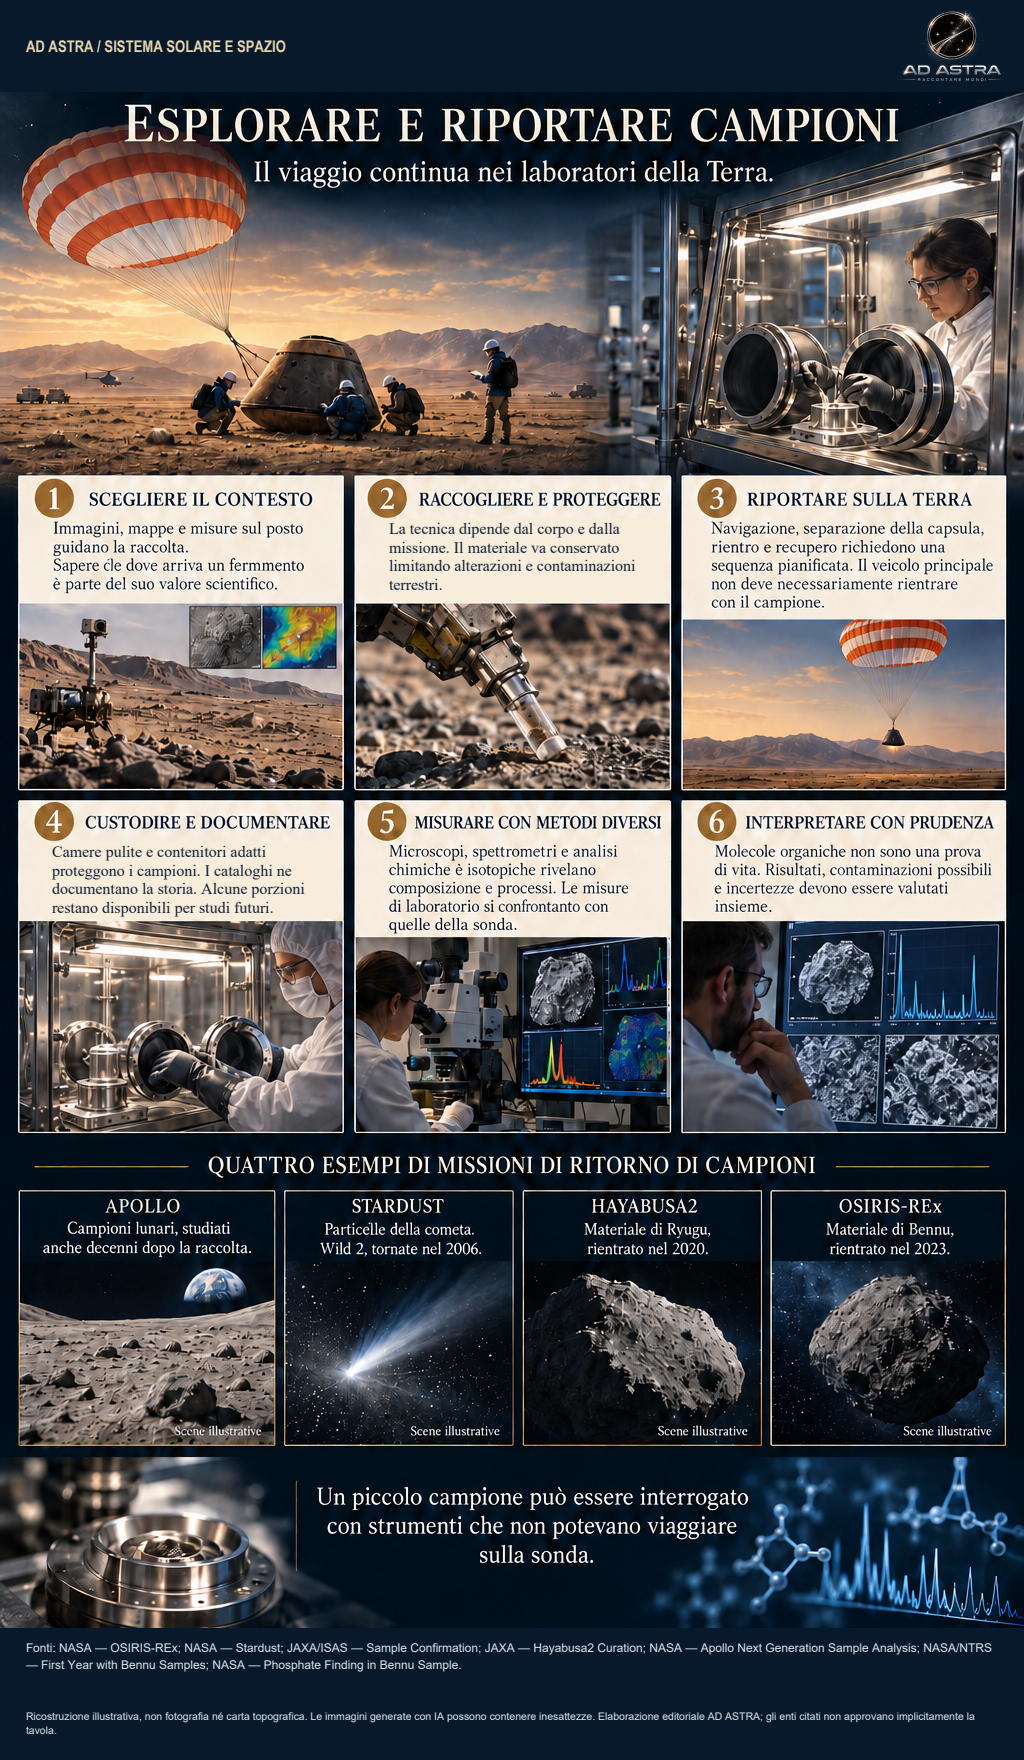 AD ASTRA / SISTEMA SOLARE E SPAZIO
AD ASTRA
RACCONTARE MONDI
ESPLORARE E RIPORTARE CAMPIONI
Il viaggio continua nei laboratori della Terra.
1 SCEGLIERE IL CONTESTO
Immagini, mappe e misure sul posto
guidano la raccolta.
Sapere cle dove arriva un fermmento
è parte del suo valore scientifico.
2 RACCOGLIERE E PROTEGGERE
La tecnica dipende dal corpo e dalla
missione. Il materiale va conservato
limitando alterazioni e contaminazioni
terrestri.
3 RIPORTARE SULLA TERRA
Navigazione, separazione della capsula,
rientro e recupero richiedono una
sequenza pianificata. Il veicolo principale
non deve necessariamente rientrare
con il campione.
4 CUSTODIRE E DOCUMENTARE
Camere pulite e contenitori adatti
proteggono i campioni. I cataloghi ne
documentano la storia. Alcune porzioni
restano disponibili per studi futuri.
5 MISURARE CON METODI DIVERSI
Microscopi, spettrometri e analisi
chimiche è isotopiche rivelano
composizione e processi. Le misure
di laboratorio si confrontanto con
quelle della sonda.
6 INTERPRETARE CON PRUDENZA
Molecole organiche non sono una prova
di vita. Risultati, contaminazioni possibili
e incertezze devono essere valutati
insieme.
QUATTRO ESEMPI DI MISSIONI DI RITORNO DI CAMPIONI
APOLLO
Campioni lunari, studiati
anche decenni dopo la raccolta.
Scene illustrative
STARDUST
Particelle della cometa.
Wild 2, tornate nel 2006.
Scene illustrative
HAYABUSA2
Materiale di Ryugu,
rientrato nel 2020.
Scene illustrative
OSIRIS-REx
Materiale di Bennu,
rientrato nel 2023.
Scene illustrative
Un piccolo campione può essere interrogato
con strumenti che non potevano viaggiare
sulla sonda.
Fonti: NASA — OSIRIS-REx; NASA — Stardust; JAXA/ISAS — Sample Confirmation; JAXA — Hayabusa2 Curation; NASA — Apollo Next Generation Sample Analysis; NASA/NTRS
— First Year with Bennu Samples; NASA — Phosphate Finding in Bennu Sample.
Ricostruzione illustrativa, non fotografia né carta topografica. Le immagini generate con IA possono contenere inesattezze. Elaborazione editoriale AD ASTRA; gli enti citati non approvano implicitamente la
tavola.